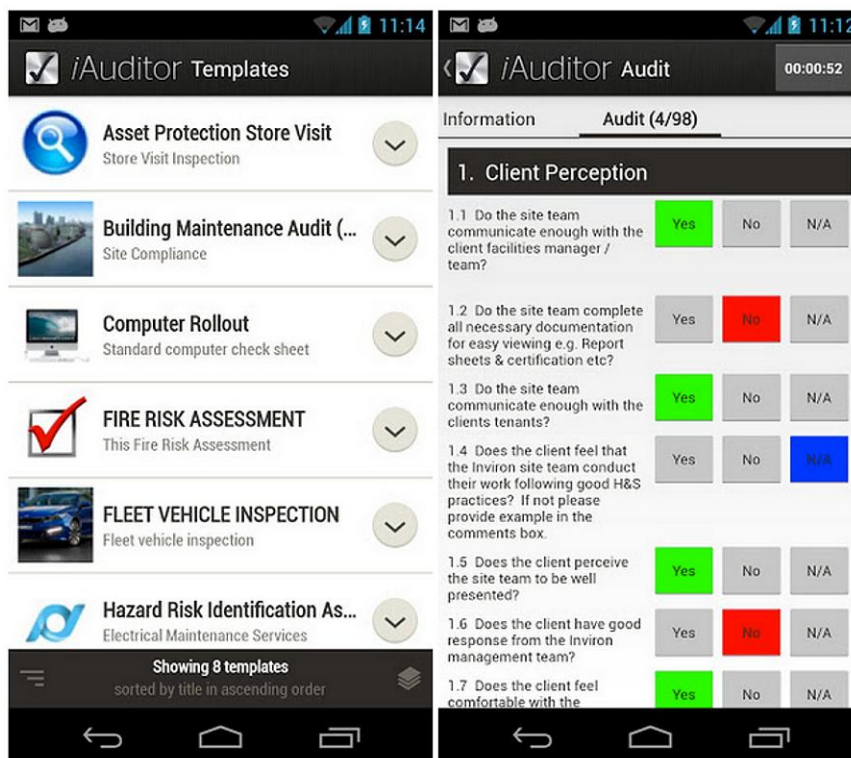 11:14
iAuditor Templates
Asset Protection Store Visit
Store Visit Inspection
Building Maintenance Audit (...
Site Compliance
Computer Rollout
Standard computer check sheet
FIRE RISK ASSESSMENT
This Fire Risk Assessment
FLEET VEHICLE INSPECTION
Fleet vehicle inspection
Hazard Risk Identification As...
Electrical Maintenance Services
Showing 8 templates
sorted by title in ascending order
11:12
iAuditor Audit
00:00:52
Information Audit (4/98)
1. Client Perception
1.1 Do the site team
communicate enough with the
client facilities manager /
team?
Yes No N/A
1.2 Do the site team complete
all necessary documentation
for easy viewing e.g. Report
sheets & certification etc?
Yes No N/A
1.3 Do the site team
communicate enough with the
clients tenants?
Yes No N/A
1.4 Does the client feel that
the Inviron site team conduct
their work following good H&S
practices? If not please
provide example in the
comments box.
Yes No N/A
1.5 Does the client perceive
the site team to be well
presented?
Yes No N/A
1.6 Does the client have good
response from the Inviron
management team?
Yes No N/A
1.7 Does the client feel
comfortable with the
Yes No N/A